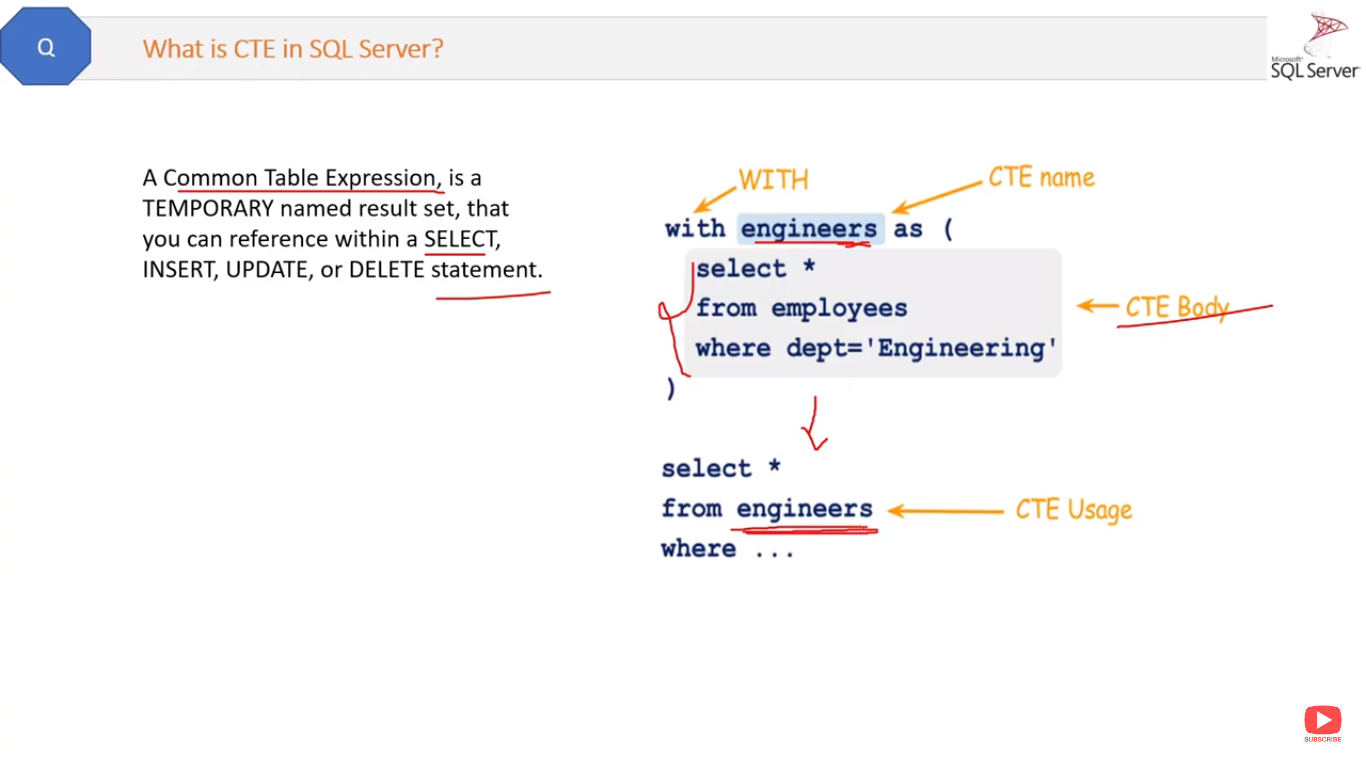 Q
What is CTE in SQL Server?
Microsoft®
SQL Server
A Common Table Expression, is a
TEMPORARY named result set, that
you can reference within a SELECT,
INSERT, UPDATE, or DELETE statement.
WITH
CTE name
with engineers as (
select *
from employees
where dept='Engineering'
)
CTE Body
select *
from engineers
where ...
CTE Usage
SUBSCRIBE